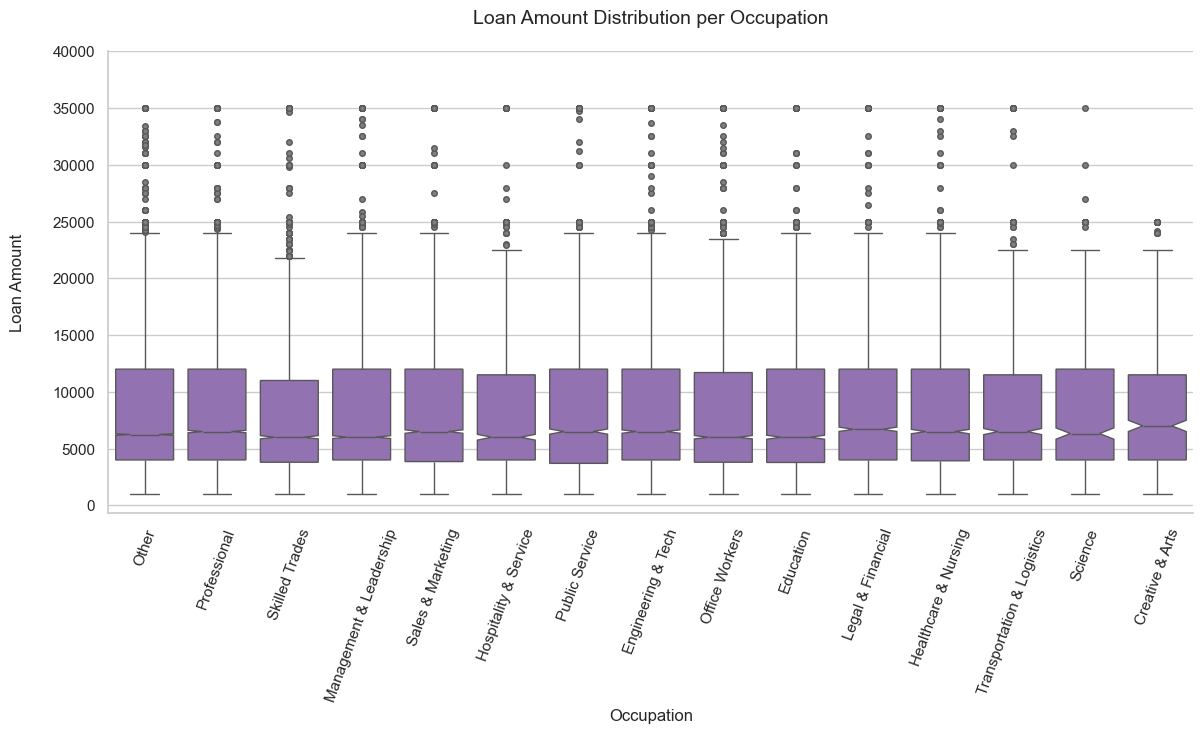 Loan Amount Distribution per Occupation
40000
35000
30000
25000
20000
15000
10000
5000
0
Loan Amount
Other
Professional
Skilled Trades
Management & Leadership
Sales & Marketing
Hospitality & Service
Public Service
Engineering & Tech
Office Workers
Education
Legal & Financial
Healthcare & Nursing
Transportation & Logistics
Science
Creative & Arts
Occupation